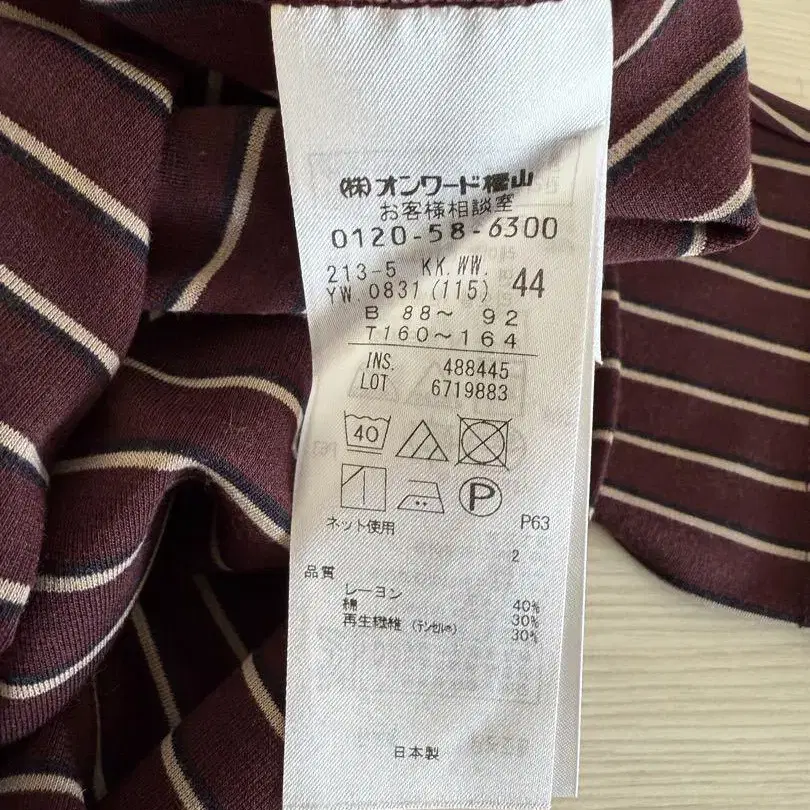 (株)オンワード樫山
お客様相談室
0120-58-6300
213-5 KK.WW.
YW.0831(115) 44
B 88～ 92
T160～164
INS. 488445
LOT 6719883
40
P
ネット使用 P63
2
品質
レーヨン 40%
綿 30%
再生繊維(テンセル®) 30%
日本製